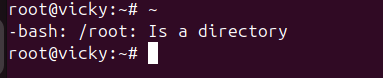 root@vicky:~# ~
-bash: /root: Is a directory
root@vicky:~#